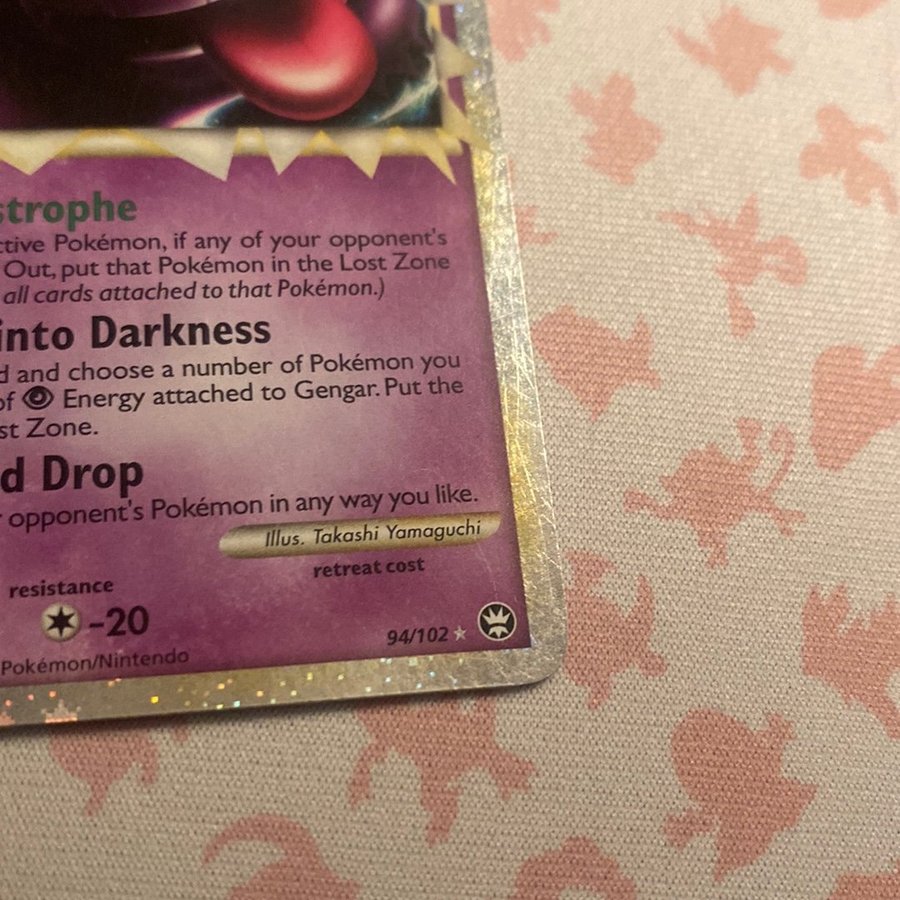 strophe
ctive Pokémon, if any of your opponent's
Out, put that Pokémon in the Lost Zone
all cards attached to that Pokémon.)
into Darkness
d and choose a number of Pokémon you
of Energy attached to Gengar. Put the
st Zone.
d Drop
r opponent's Pokémon in any way you like.
Illus. Takashi Yamaguchi
resistance
retreat cost
-20
94/102
Pokémon/Nintendo